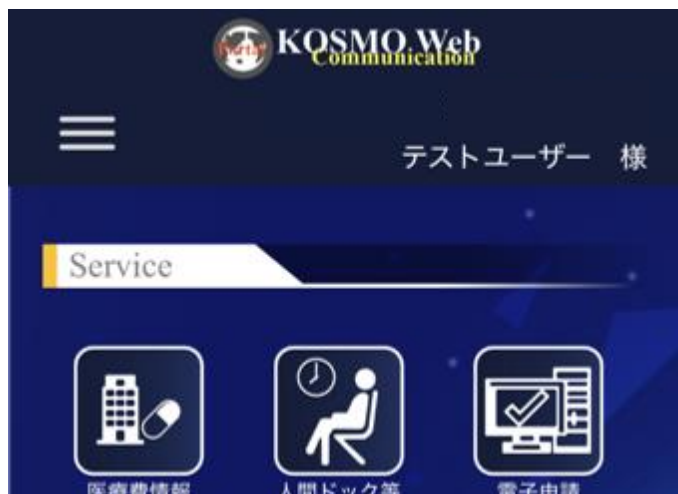 Portal
KOSMO Web
Communication
テストユーザー 様
Service
医療費情報 人間ドック等 電子申請